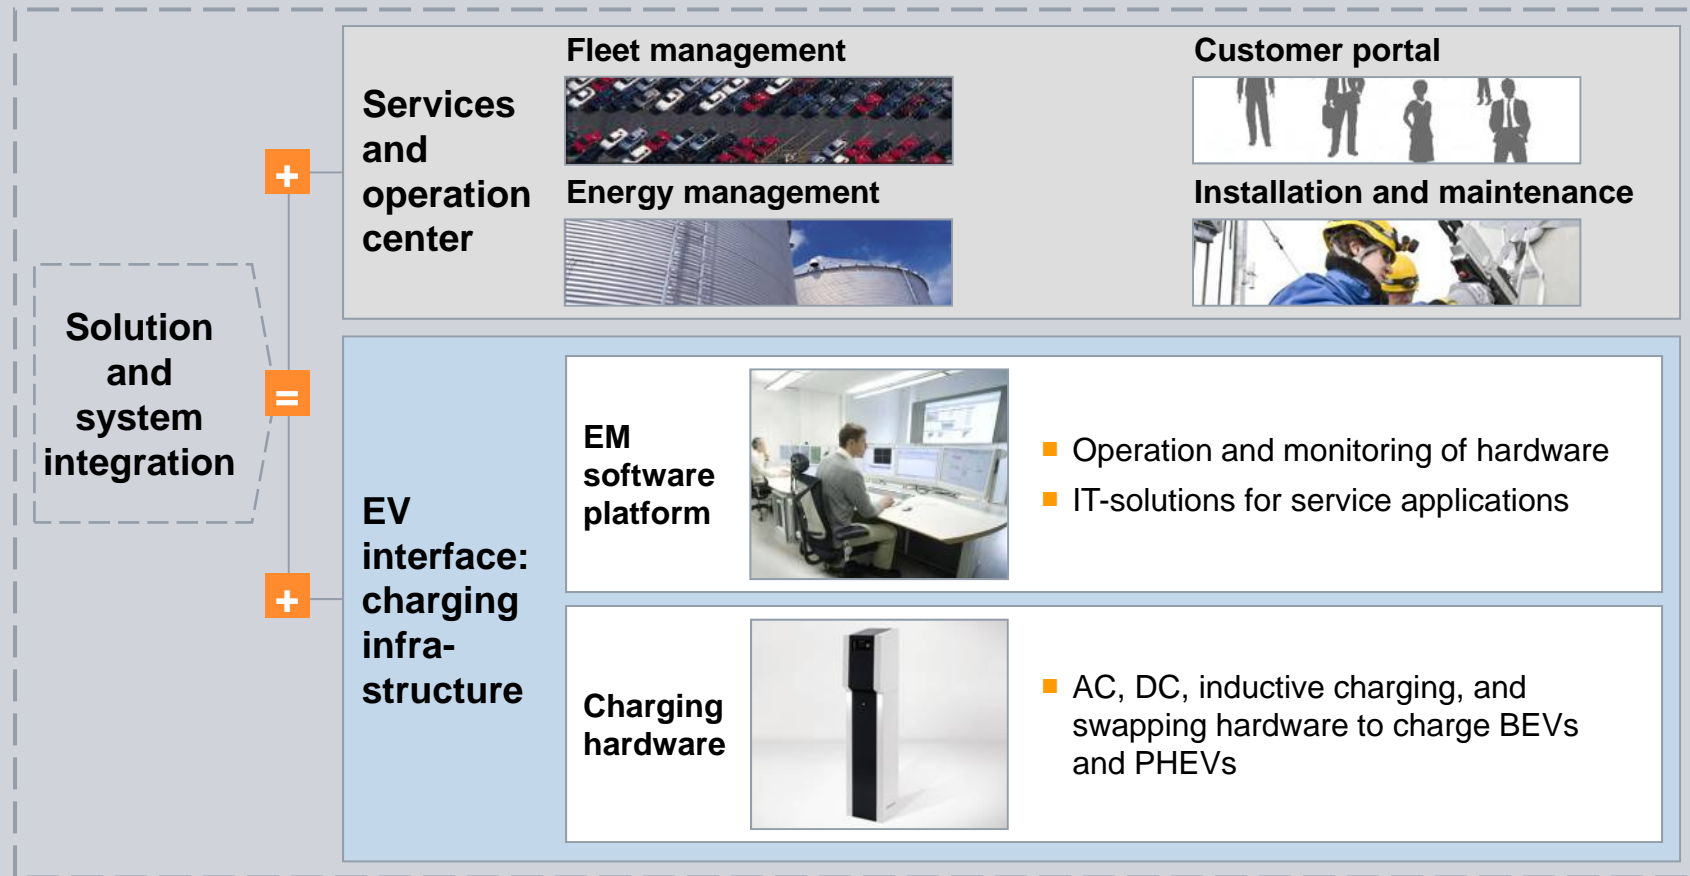 Solution
and
system
integration
+
=
+
Services
and
operation
center
Fleet management
Customer portal
Energy management
Installation and maintenance
EV
interface:
charging
infra-
structure
EM
software
platform
Operation and monitoring of hardware
IT-solutions for service applications
Charging
hardware
AC, DC, inductive charging, and
swapping hardware to charge BEVs
and PHEVs